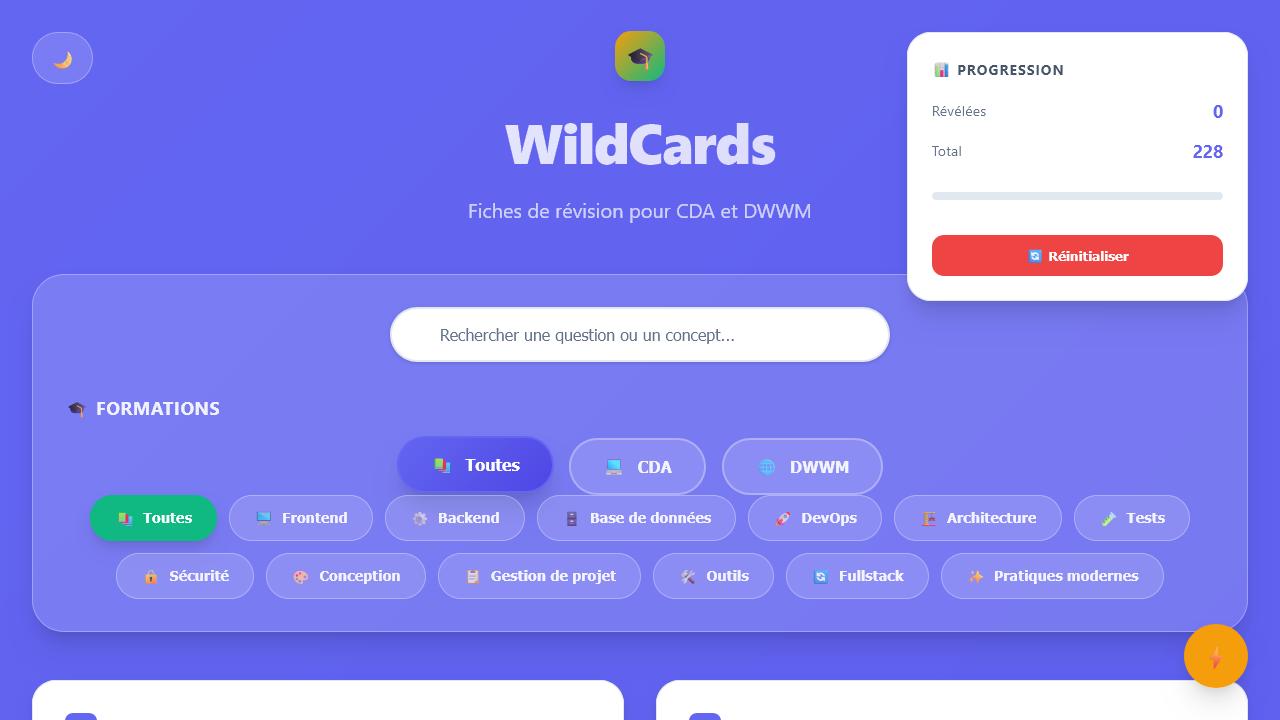 WildCards
Fiches de révision pour CDA et DWWM
PROGRESSION
Révélées 0
Total 228
Réinitialiser
Rechercher une question ou un concept...
FORMATIONS
Toutes CDA DWWM
Toutes Frontend Backend Base de données DevOps Architecture Tests
Sécurité Conception Gestion de projet Outils Fullstack Pratiques modernes